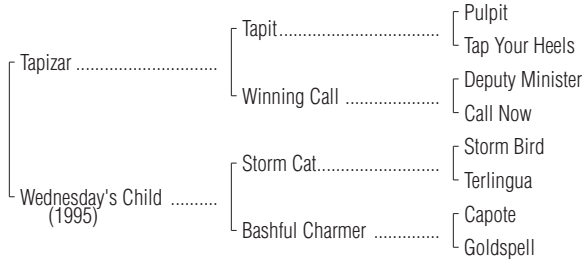 Pulpit
Tapit
Tap Your Heels
Tapizar
Deputy Minister
Winning Call
Call Now
Storm Bird
Storm Cat
Terlingua
Wednesday's Child
(1995)
Capote
Bashful Charmer
Goldspell